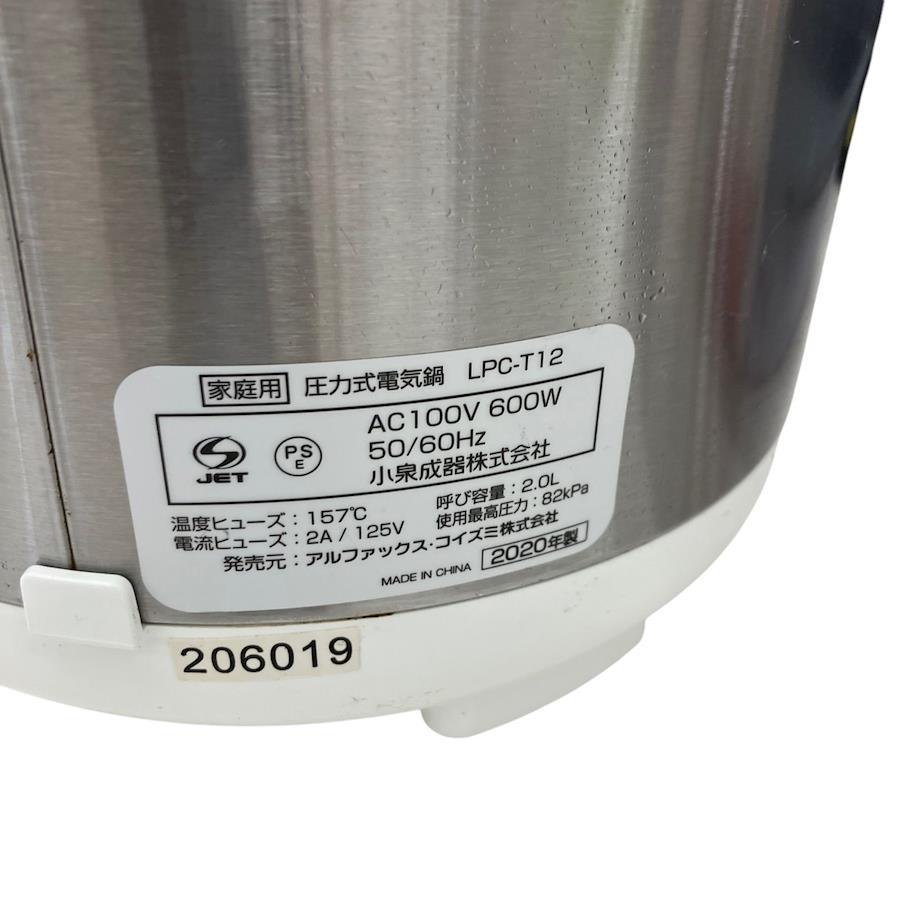 家庭用 圧力式電気鍋 LPC-T12
AC100V 600W
50/60Hz
小泉成器株式会社
JET
PS
E
温度ヒューズ：157℃ 呼び容量：2.0L
電流ヒューズ：2A / 125V 使用最高圧力：82kPa
発売元：アルファックス・コイズミ株式会社
MADE IN CHINA 2020年製
206019